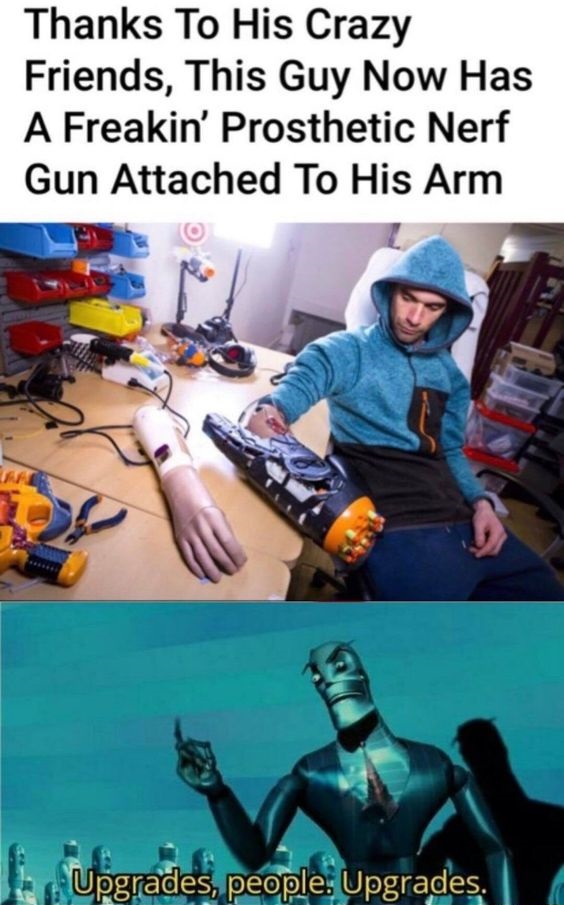 Thanks To His Crazy
Friends, This Guy Now Has
A Freakin’ Prosthetic Nerf
Gun Attached To His Arm
Upgrades, people. Upgrades.